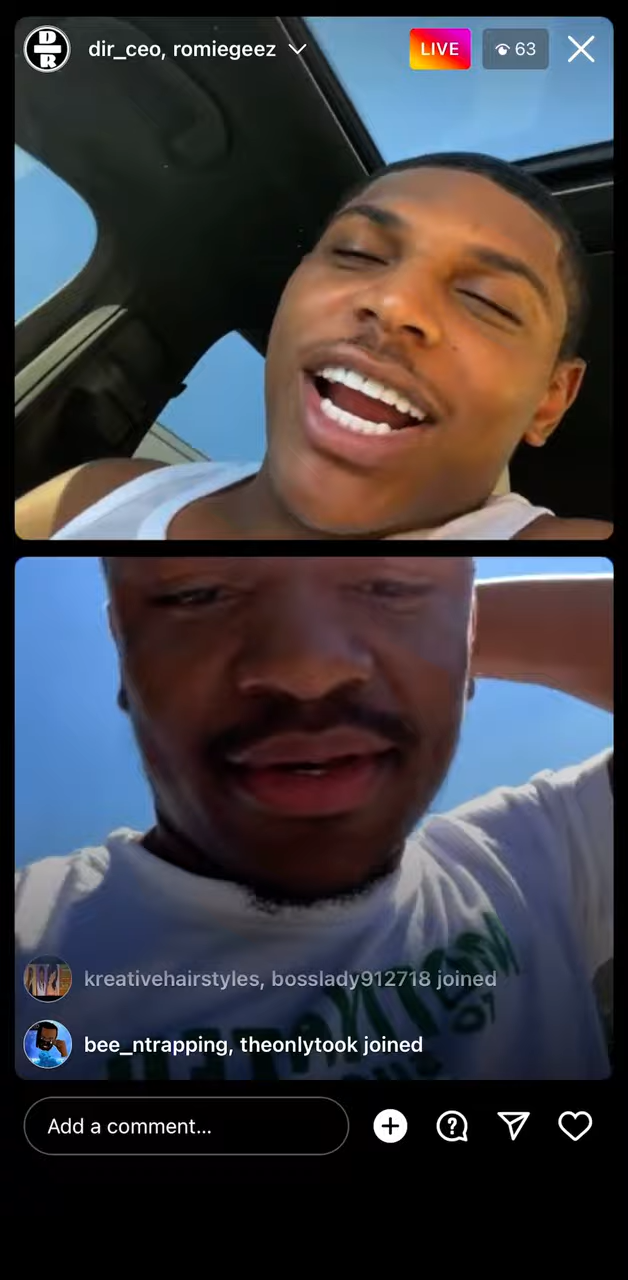 D
R
dir_ceo, romiegeez
LIVE
63
kreativehairstyles, bosslady912718 joined
bee_ntrapping, theonlytook joined
Add a comment...